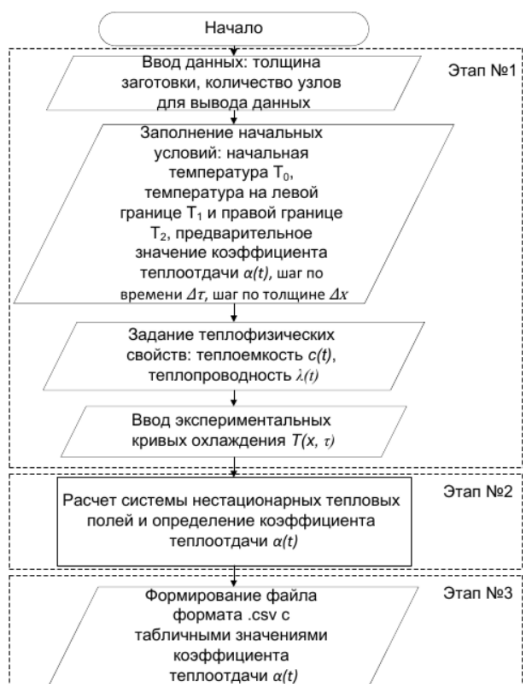 Начало
Ввод данных: толщина
заготовки, количество узлов
для вывода данных
Этап №1
Заполнение начальных
условий: начальная
температура T₀,
температура на левой
границе T₁ и правой границе
T₂, предварительное
значение коэффициента
теплоотдачи α(t), шаг по
времени Δτ, шаг по толщине Δx
Задание теплофизических
свойств: теплоемкость c(t),
теплопроводность λ(t)
Ввод экспериментальных
кривых охлаждения T(x, τ)
Этап №2
Расчет системы нестационарных тепловых
полей и определение коэффициента
теплоотдачи α(t)
Этап №3
Формирование файла
формата .csv с
табличными значениями
коэффициента
теплоотдачи α(t)